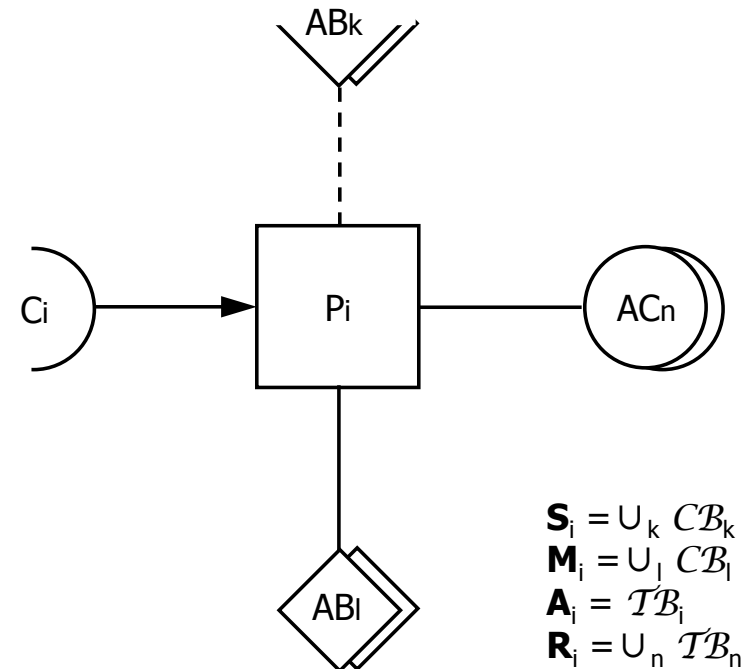 ABk
Ci
Pi
ACn
ABl
𝐒ᵢ = ∪ₖ 𝒞ℬₖ
𝐌ᵢ = ∪ₗ 𝒞ℬₗ
𝐀ᵢ = 𝒯ℬᵢ
𝐑ᵢ = ∪ₙ 𝒯ℬₙ